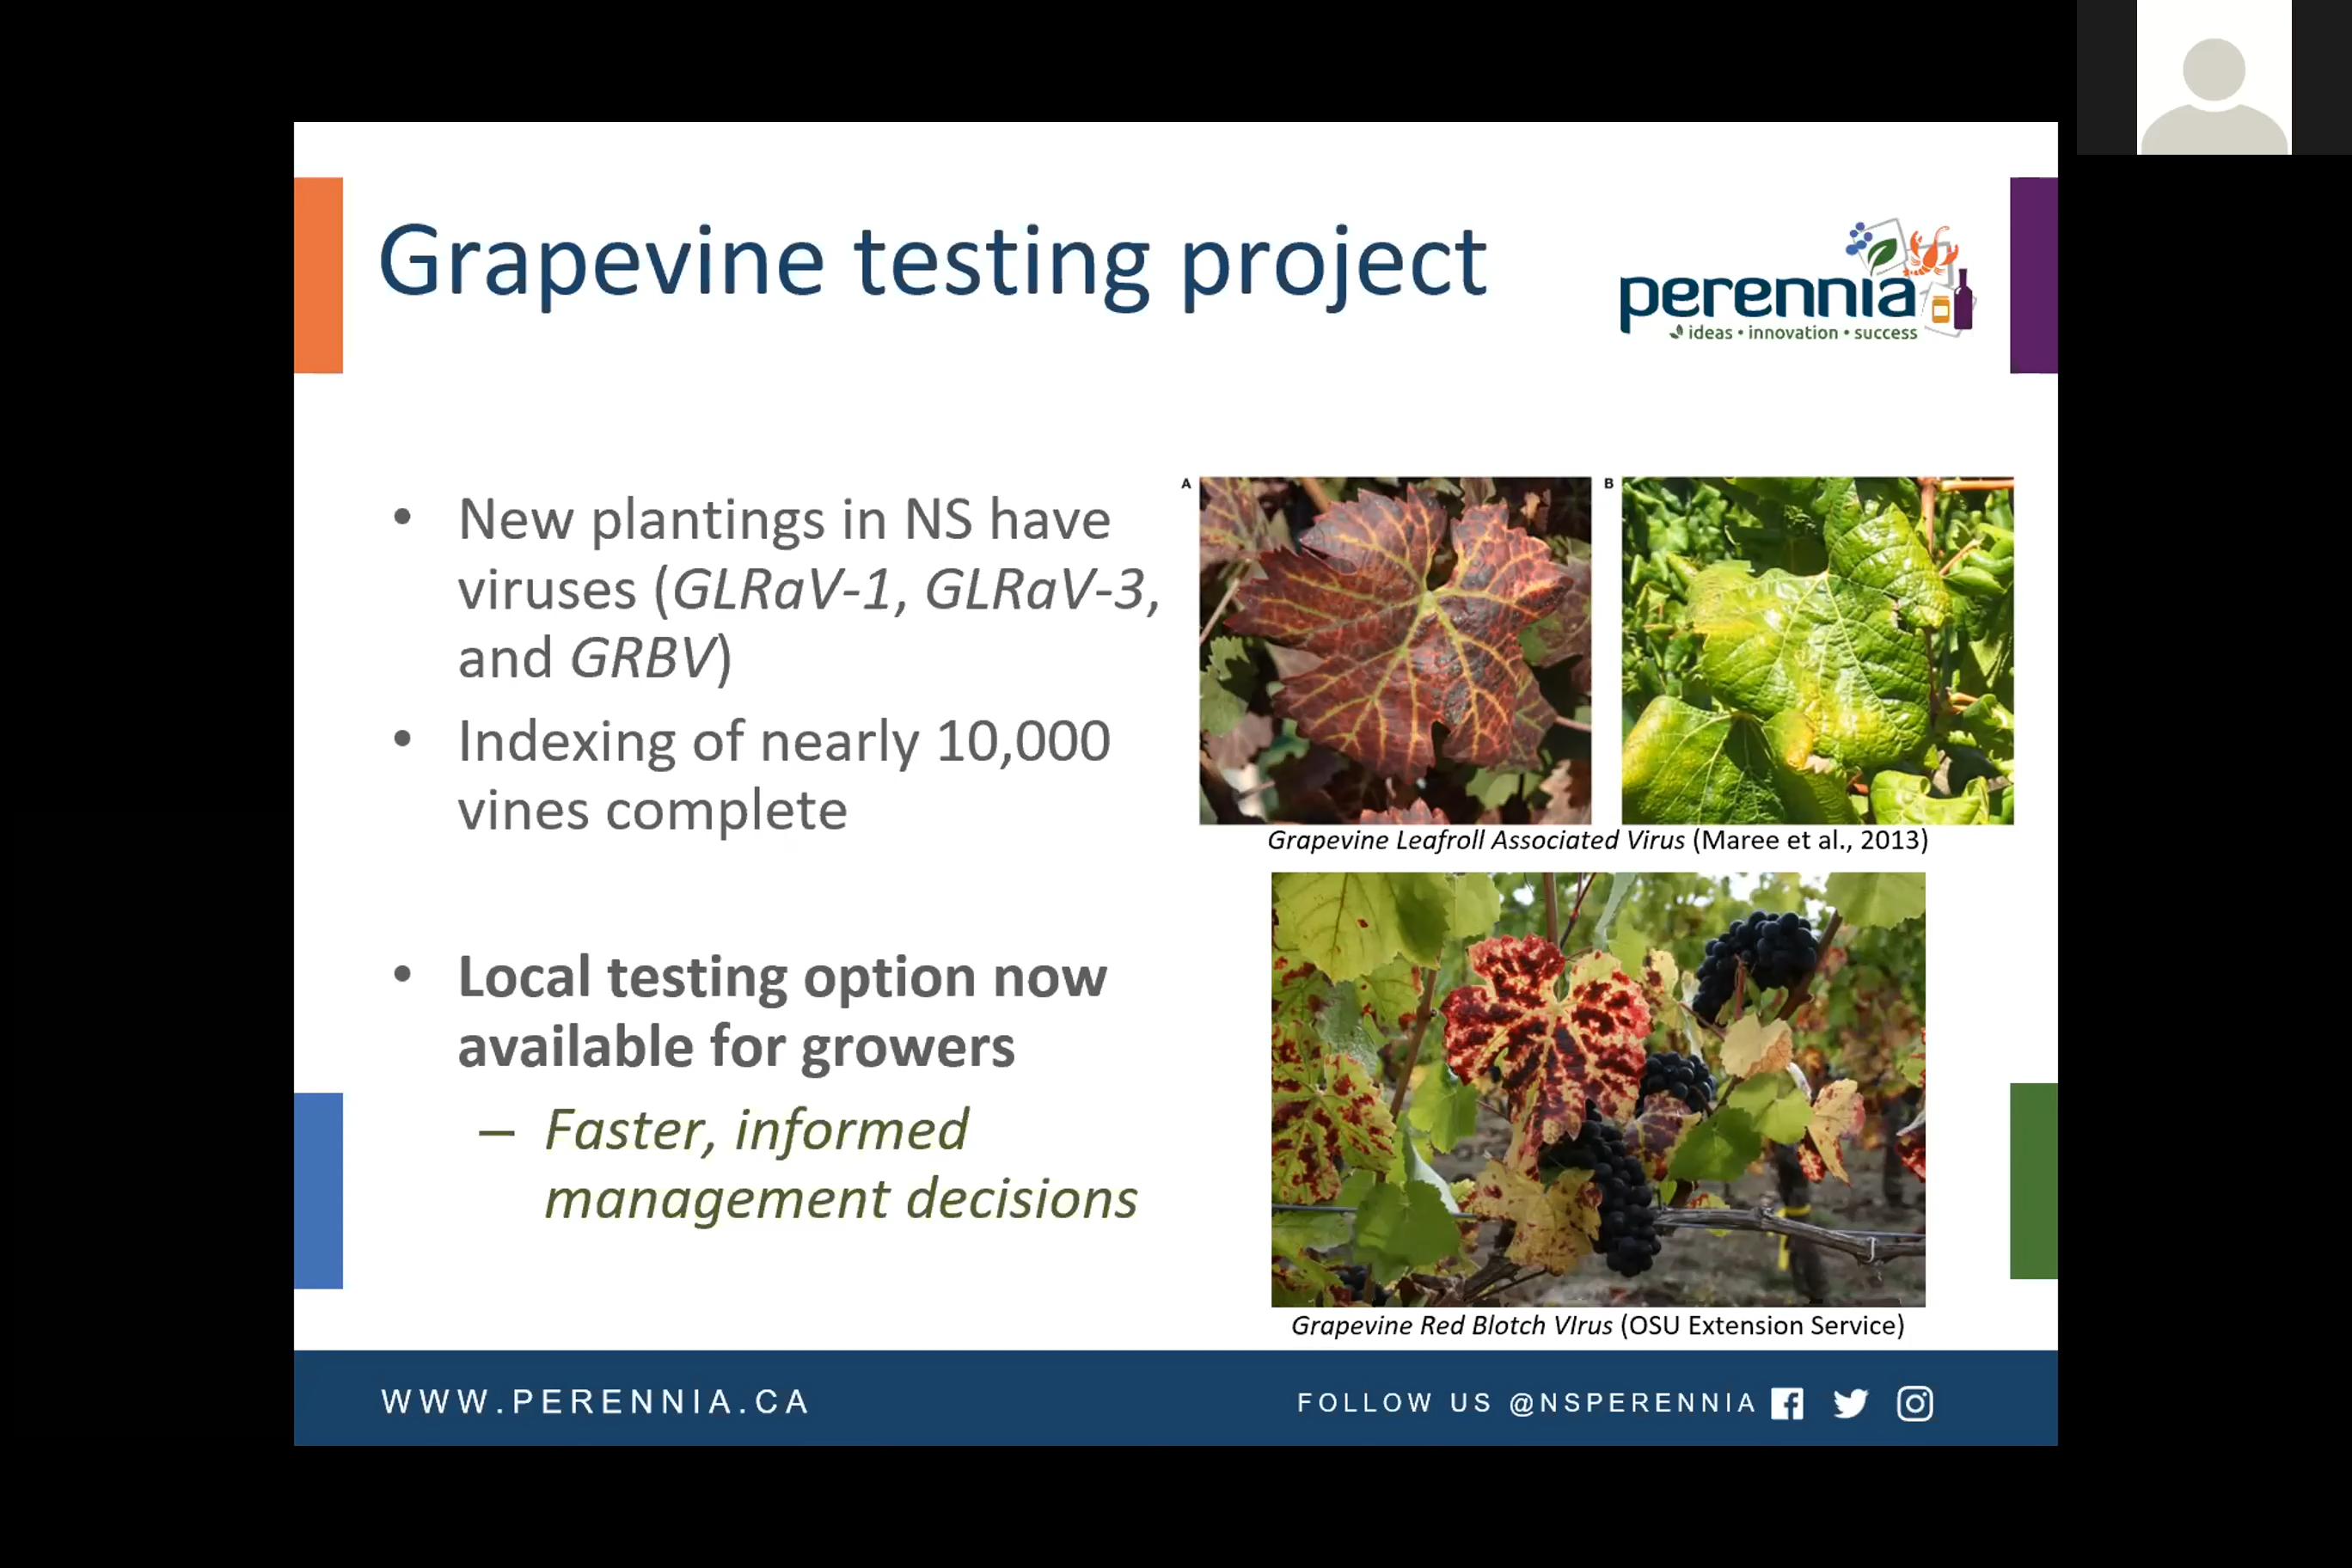 Grapevine testing project
perennia
ideas • innovation • success
• New plantings in NS have
viruses (GLRaV-1, GLRaV-3,
and GRBV)
• Indexing of nearly 10,000
vines complete
• Local testing option now
available for growers
– Faster, informed
management decisions
A
B
Grapevine Leafroll Associated Virus (Maree et al., 2013)
Grapevine Red Blotch VIrus (OSU Extension Service)
WWW.PERENNIA.CA
FOLLOW US @NSPERENNIA